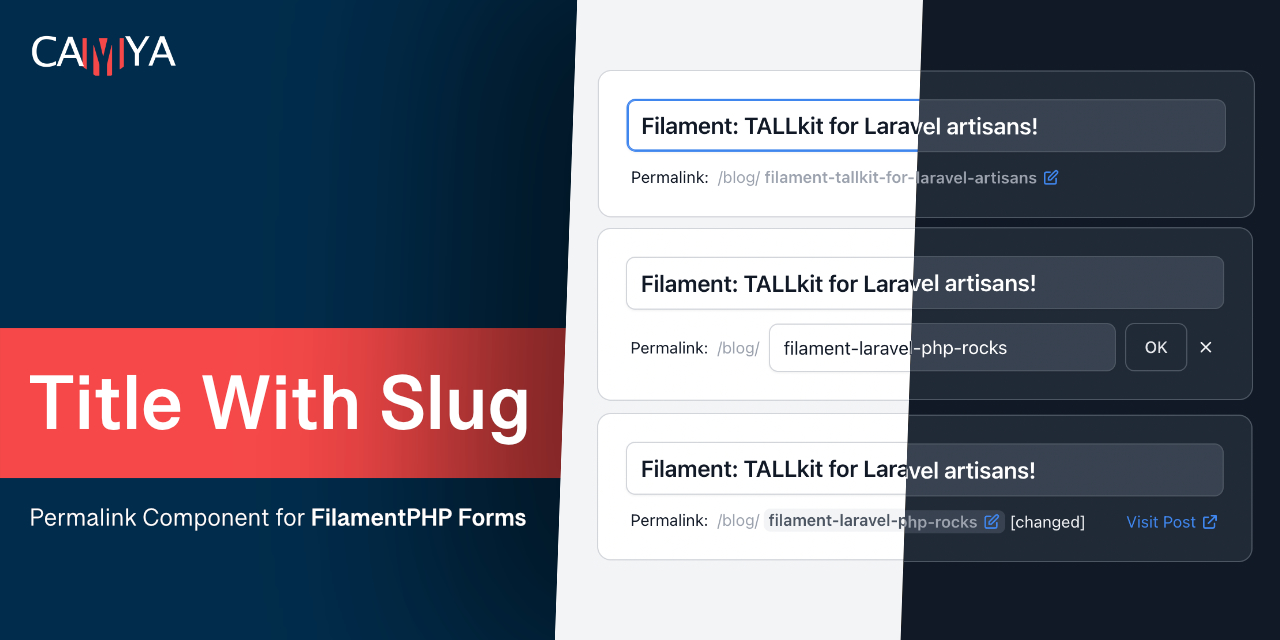 CAMYA
Title With Slug
Permalink Component for FilamentPHP Forms
Filament: TALLkit for Laravel artisans!
Permalink: /blog/ filament-tallkit-for-laravel-artisans
Filament: TALLkit for Laravel artisans!
Permalink: /blog/ filament-laravel-php-rocks OK ×
Filament: TALLkit for Laravel artisans!
Permalink: /blog/ filament-laravel-php-rocks [changed] Visit Post